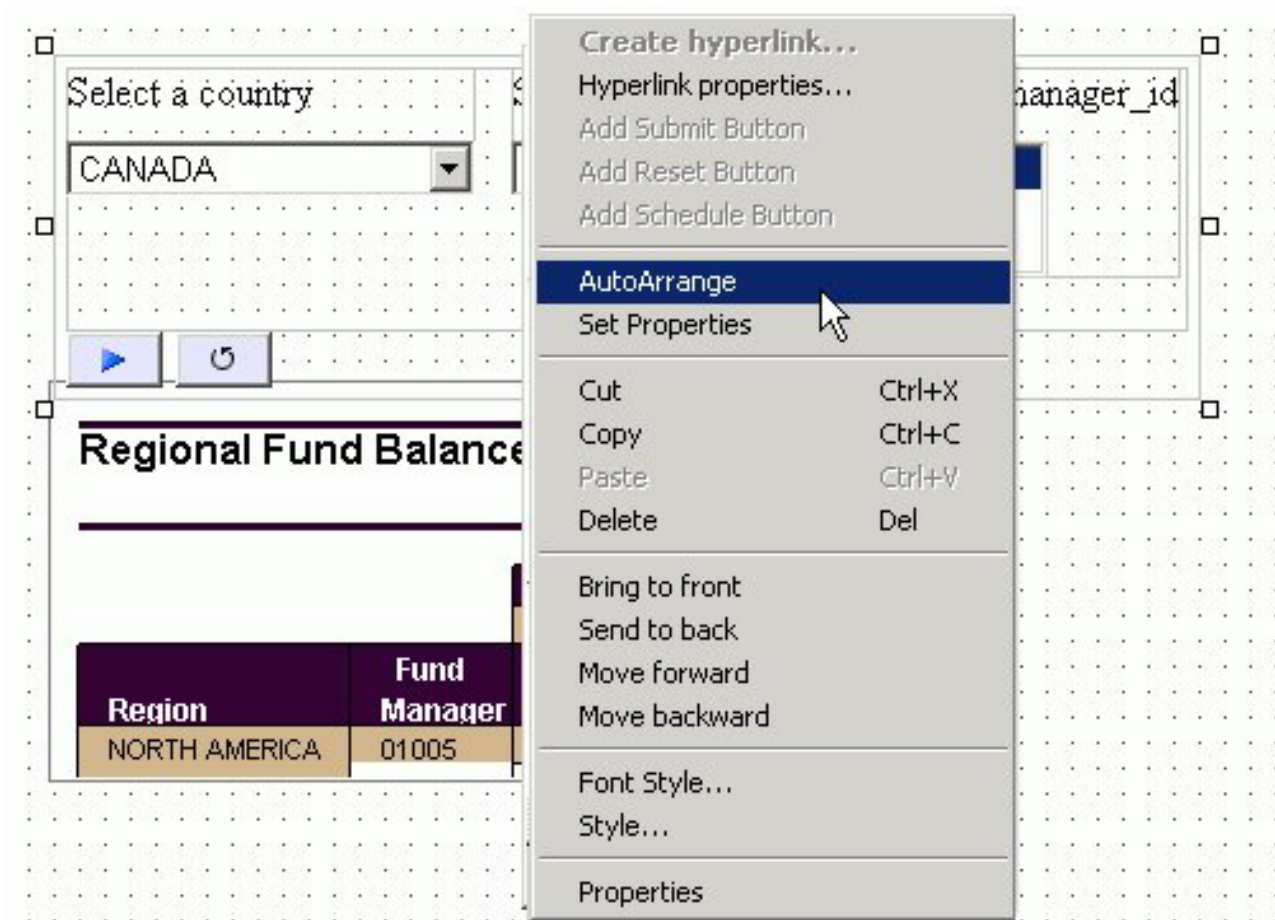 Select a country
CANADA
manager_id
Create hyperlink...
Hyperlink properties...
Add Submit Button
Add Reset Button
Add Schedule Button
AutoArrange
Set Properties
Cut Ctrl+X
Copy Ctrl+C
Paste Ctrl+V
Delete Del
Bring to front
Send to back
Move forward
Move backward
Font Style...
Style...
Properties
Regional Fund Balance
Region Fund Manager
NORTH AMERICA 01005